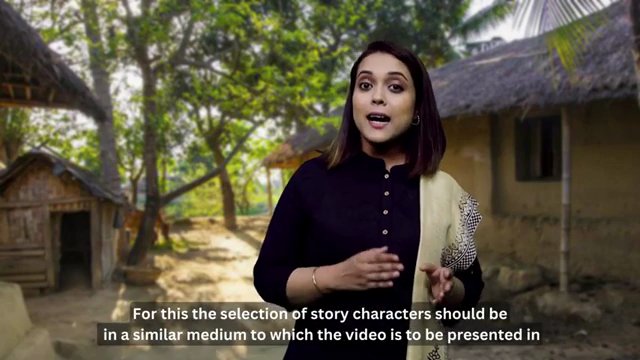 For this the selection of story characters should be
in a similar medium to which the video is to be presented in